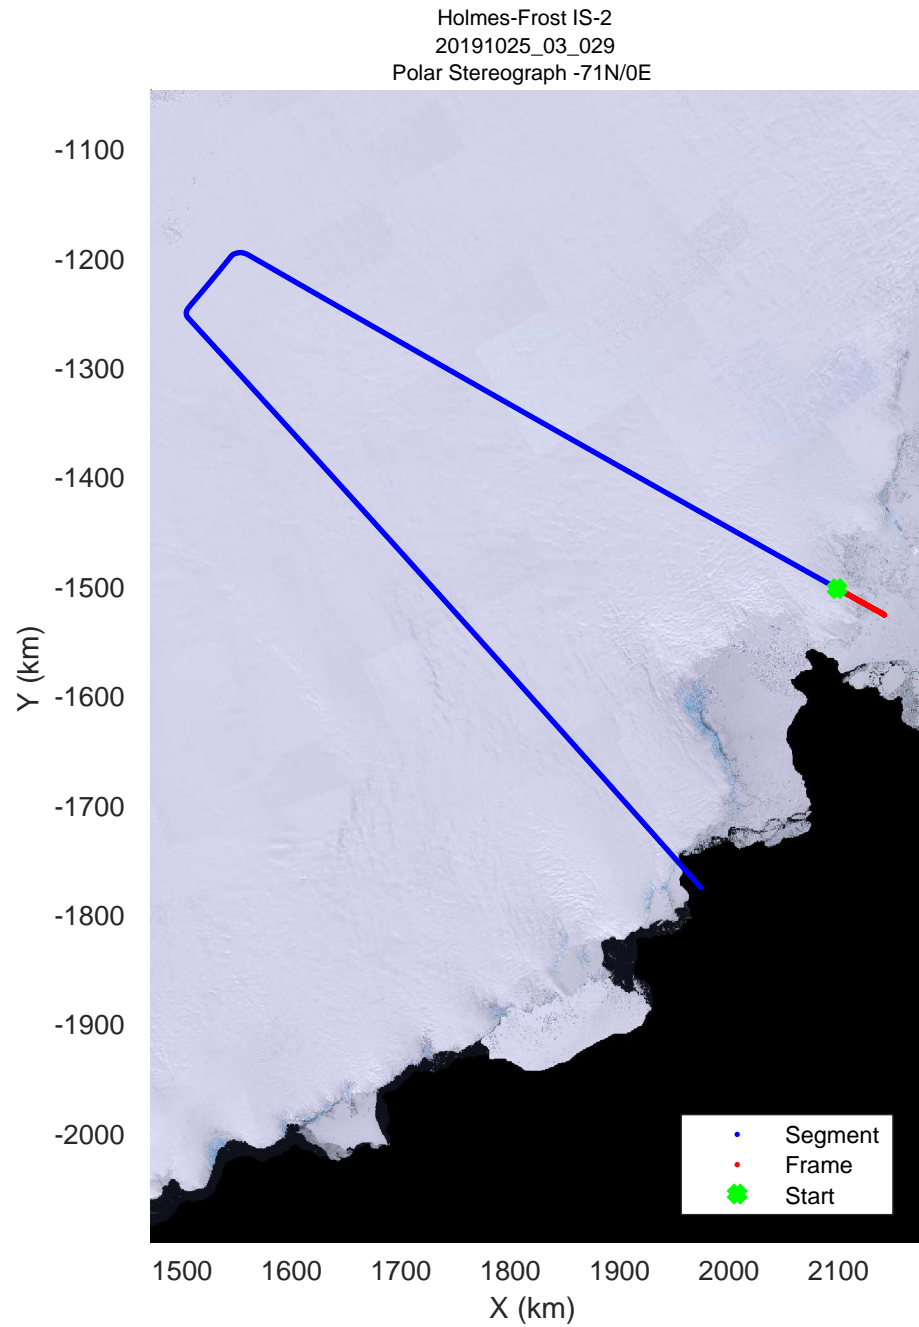 Holmes-Frost IS-2
20191025_03_029
Polar Stereograph -71N/0E
-1100
-1200
-1300
-1400
-1500
-1600
-1700
-1800
-1900
-2000
Y (km)
Segment
Frame
Start
1500 1600 1700 1800 1900 2000 2100
X (km)